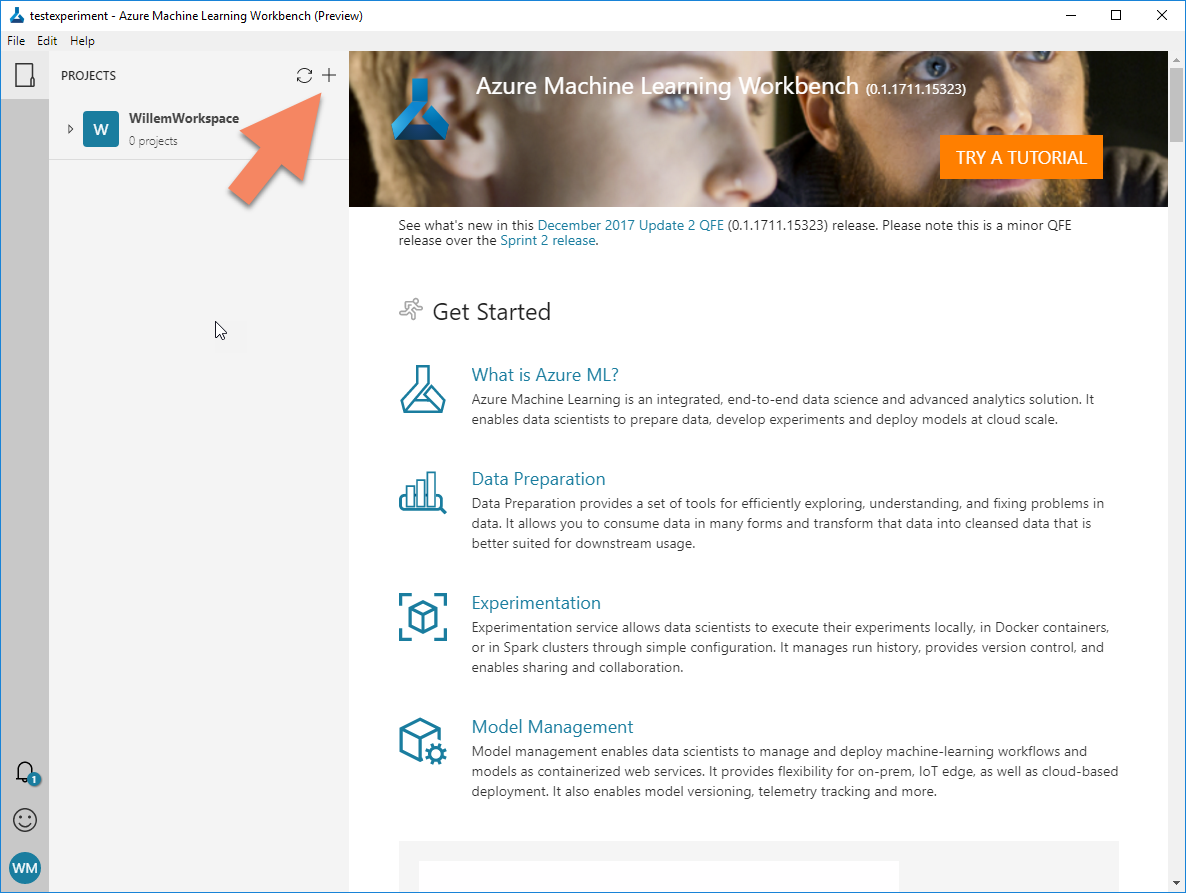 testexperiment - Azure Machine Learning Workbench (Preview)
File Edit Help
PROJECTS
W
WillemWorkspace
0 projects
Azure Machine Learning Workbench (0.1.1711.15323)
TRY A TUTORIAL
See what's new in this December 2017 Update 2 QFE (0.1.1711.15323) release. Please note this is a minor QFE
release over the Sprint 2 release.
Get Started
What is Azure ML?
Azure Machine Learning is an integrated, end-to-end data science and advanced analytics solution. It
enables data scientists to prepare data, develop experiments and deploy models at cloud scale.
Data Preparation
Data Preparation provides a set of tools for efficiently exploring, understanding, and fixing problems in
data. It allows you to consume data in many forms and transform that data into cleansed data that is
better suited for downstream usage.
Experimentation
Experimentation service allows data scientists to execute their experiments locally, in Docker containers,
or in Spark clusters through simple configuration. It manages run history, provides version control, and
enables sharing and collaboration.
Model Management
Model management enables data scientists to manage and deploy machine-learning workflows and
models as containerized web services. It provides flexibility for on-prem, IoT edge, as well as cloud-based
deployment. It also enables model versioning, telemetry tracking and more.
1
WM